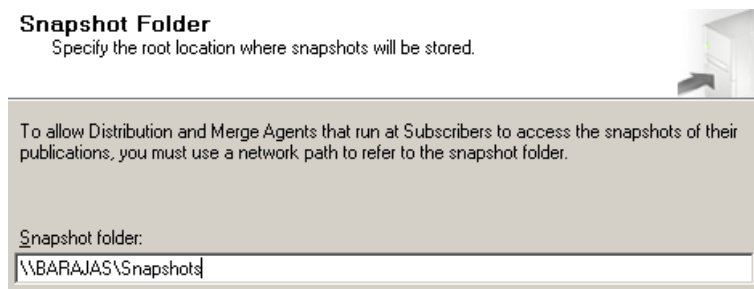 Snapshot Folder
Specify the root location where snapshots will be stored.
To allow Distribution and Merge Agents that run at Subscribers to access the snapshots of their
publications, you must use a network path to refer to the snapshot folder.
Snapshot folder:
\\BARAJAS\Snapshots